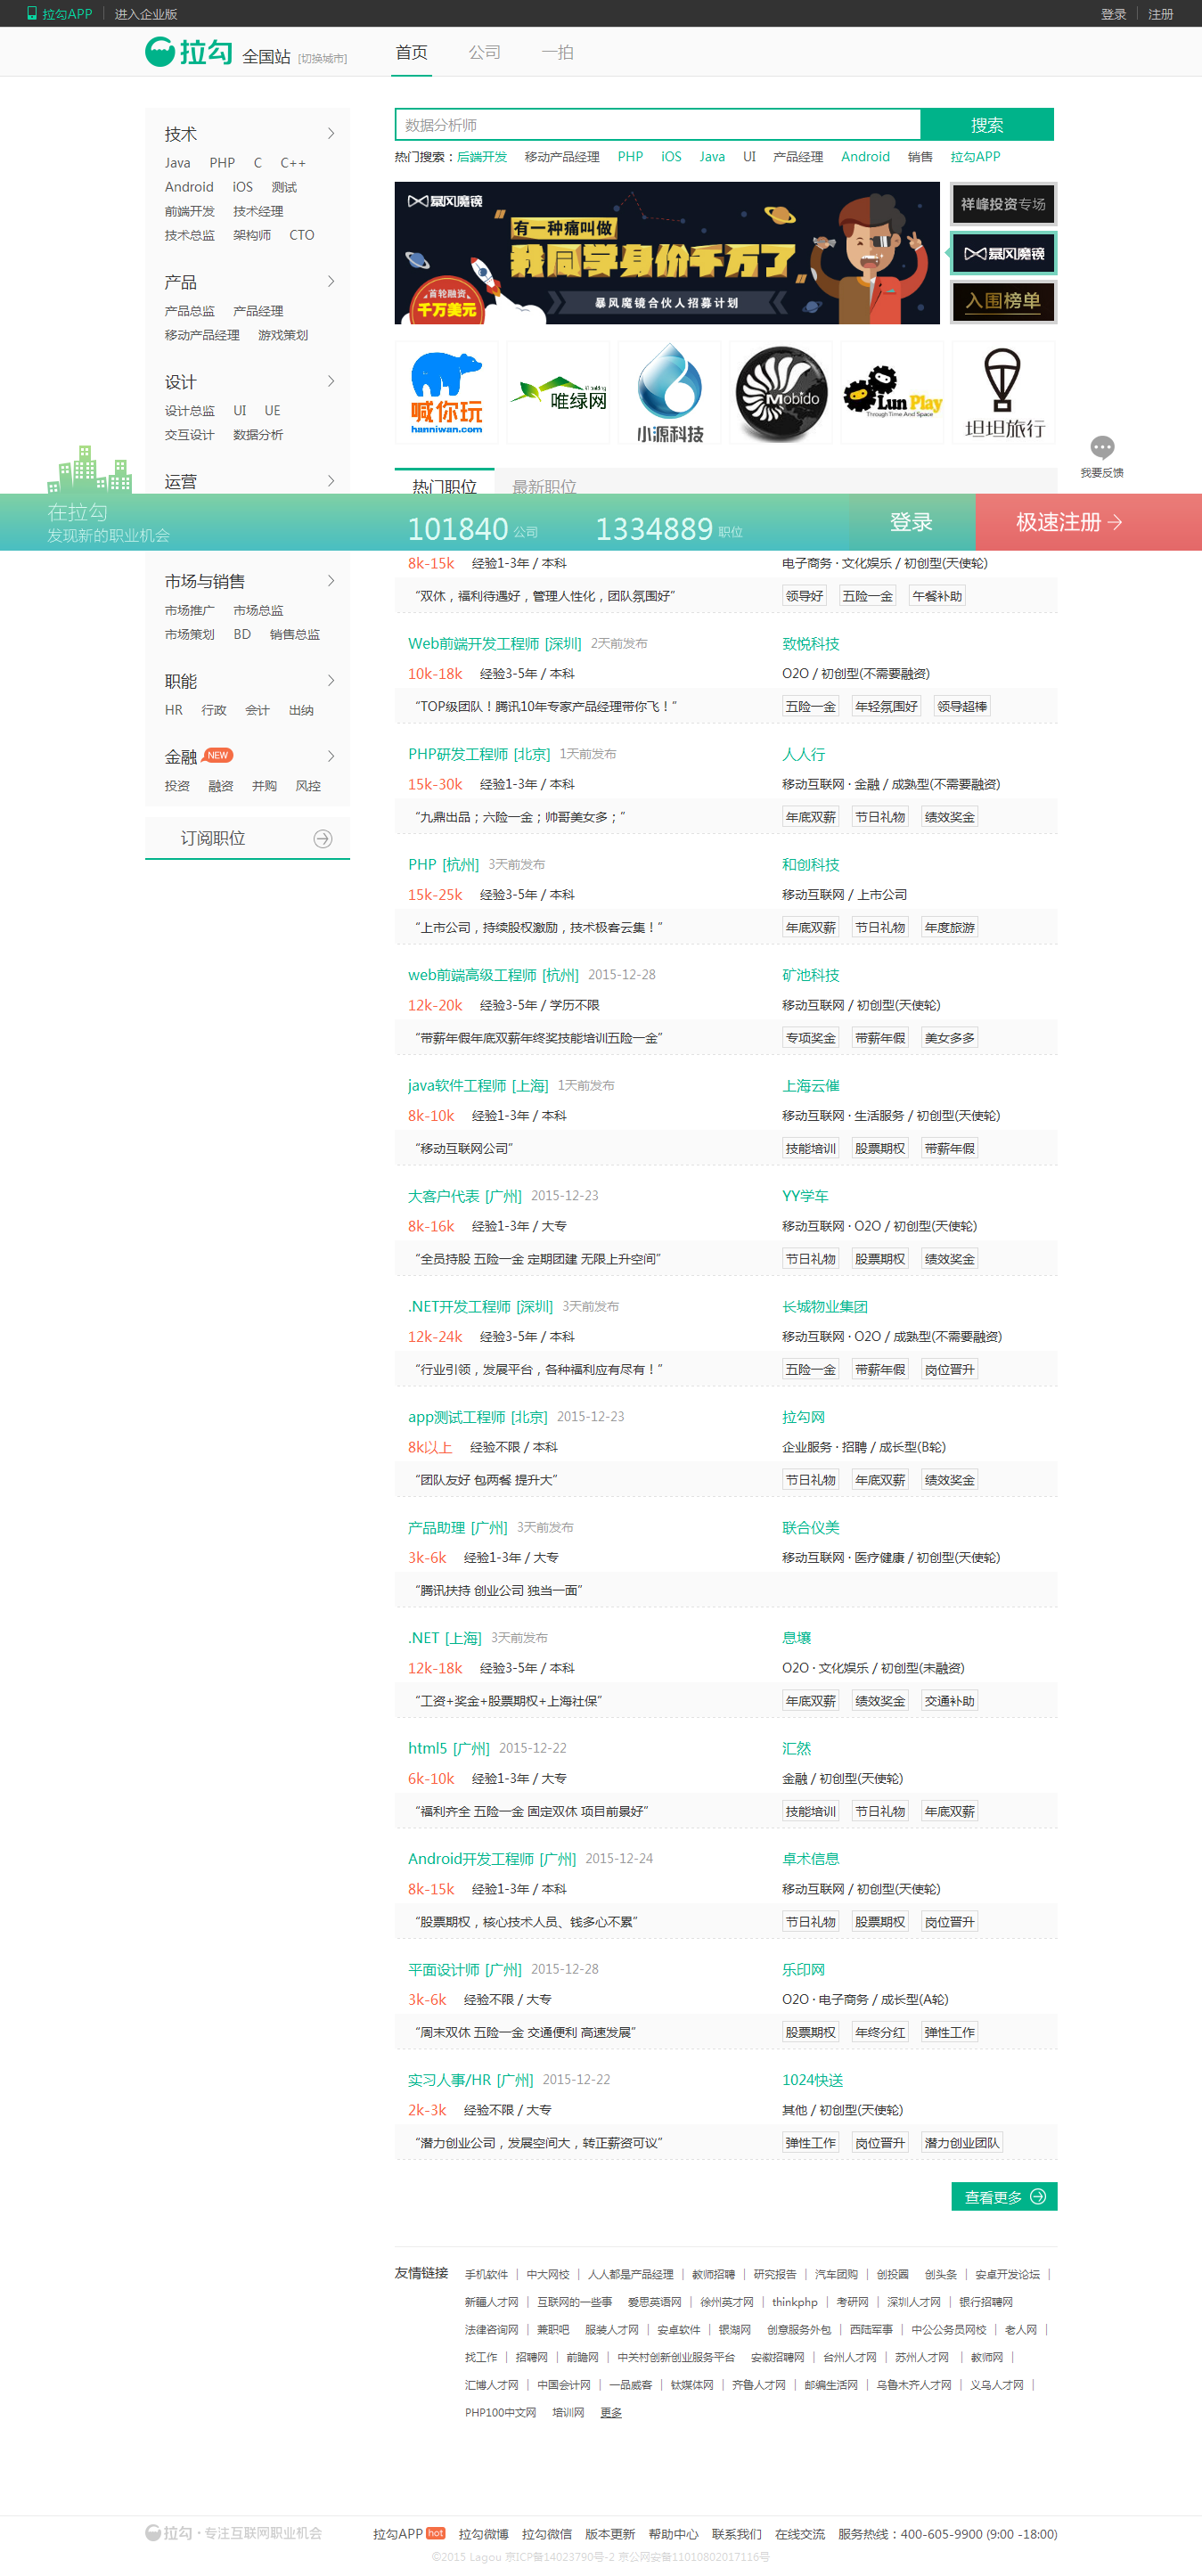 拉勾APP 进入企业版 登录 注册
拉勾 全国站 [切换城市] 首页 公司 一拍
技术
Java PHP C C++
Android iOS 测试
前端开发 技术经理
技术总监 架构师 CTO
产品
产品总监 产品经理
移动产品经理 游戏策划
设计
设计总监 UI UE
交互设计 数据分析
运营
市场与销售
市场推广 市场总监
市场策划 BD 销售总监
职能
HR 行政 会计 出纳
金融 NEW
投资 融资 并购 风控
订阅职位
数据分析师 搜索
热门搜索：后端开发 移动产品经理 PHP iOS Java UI 产品经理 Android 销售 拉勾APP
暴风魔镜
有一种痛叫做
我同学身价千万了
首轮融资
千万美元
暴风魔镜合伙人招募计划
祥峰投资专场
暴风魔镜
入围榜单
喊你玩
hanniwan.com
唯绿网
小源科技
Mobido
Lun Play
Through Time And Space
坦坦旅行
我要反馈
热门职位 最新职位
在拉勾
发现新的职业机会
101840 公司 1334889 职位
登录 极速注册
8k-15k 经验1-3年 / 本科 电子商务 · 文化娱乐 / 初创型(天使轮)
“双休，福利待遇好，管理人性化，团队氛围好” 领导好 五险一金 午餐补助
Web前端开发工程师 [深圳] 2天前发布 致悦科技
10k-18k 经验3-5年 / 本科 O2O / 初创型(不需要融资)
“TOP级团队！腾讯10年专家产品经理带你飞！” 五险一金 年轻氛围好 领导超棒
PHP研发工程师 [北京] 1天前发布 人人行
15k-30k 经验1-3年 / 本科 移动互联网 · 金融 / 成熟型(不需要融资)
“九鼎出品；六险一金；帅哥美女多；” 年底双薪 节日礼物 绩效奖金
PHP [杭州] 3天前发布 和创科技
15k-25k 经验3-5年 / 本科 移动互联网 / 上市公司
“上市公司，持续股权激励，技术极客云集！” 年底双薪 节日礼物 年度旅游
web前端高级工程师 [杭州] 2015-12-28 矿池科技
12k-20k 经验3-5年 / 学历不限 移动互联网 / 初创型(天使轮)
“带薪年假年底双薪年终奖技能培训五险一金” 专项奖金 带薪年假 美女多多
java软件工程师 [上海] 1天前发布 上海云催
8k-10k 经验1-3年 / 本科 移动互联网 · 生活服务 / 初创型(天使轮)
“移动互联网公司” 技能培训 股票期权 带薪年假
大客户代表 [广州] 2015-12-23 YY学车
8k-16k 经验1-3年 / 大专 移动互联网 · O2O / 初创型(天使轮)
“全员持股 五险一金 定期团建 无限上升空间” 节日礼物 股票期权 绩效奖金
.NET开发工程师 [深圳] 3天前发布 长城物业集团
12k-24k 经验3-5年 / 本科 移动互联网 · O2O / 成熟型(不需要融资)
“行业引领，发展平台，各种福利应有尽有！” 五险一金 带薪年假 岗位晋升
app测试工程师 [北京] 2015-12-23 拉勾网
8k以上 经验不限 / 本科 企业服务 · 招聘 / 成长型(B轮)
“团队友好 包两餐 提升大” 节日礼物 年底双薪 绩效奖金
产品助理 [广州] 3天前发布 联合仪美
3k-6k 经验1-3年 / 大专 移动互联网 · 医疗健康 / 初创型(天使轮)
“腾讯扶持 创业公司 独当一面”
.NET [上海] 3天前发布 息壤
12k-18k 经验3-5年 / 本科 O2O · 文化娱乐 / 初创型(未融资)
“工资+奖金+股票期权+上海社保” 年底双薪 绩效奖金 交通补助
html5 [广州] 2015-12-22 汇然
6k-10k 经验1-3年 / 大专 金融 / 初创型(天使轮)
“福利齐全 五险一金 固定双休 项目前景好” 技能培训 节日礼物 年底双薪
Android开发工程师 [广州] 2015-12-24 卓术信息
8k-15k 经验1-3年 / 本科 移动互联网 / 初创型(天使轮)
“股票期权，核心技术人员、钱多心不累” 节日礼物 股票期权 岗位晋升
平面设计师 [广州] 2015-12-28 乐印网
3k-6k 经验不限 / 大专 O2O · 电子商务 / 成长型(A轮)
“周末双休 五险一金 交通便利 高速发展” 股票期权 年终分红 弹性工作
实习人事/HR [广州] 2015-12-22 1024快送
2k-3k 经验不限 / 大专 其他 / 初创型(天使轮)
“潜力创业公司，发展空间大，转正薪资可议” 弹性工作 岗位晋升 潜力创业团队
查看更多
友情链接 手机软件 | 中大网校 | 人人都是产品经理 | 教师招聘 | 研究报告 | 汽车团购 | 创投圈 创头条 | 安卓开发论坛 |
新疆人才网 | 互联网的一些事 爱思英语网 | 徐州英才网 | thinkphp | 考研网 | 深圳人才网 | 银行招聘网
法律咨询网 | 兼职吧 服装人才网 | 安卓软件 | 银湖网 创意服务外包 | 西陆军事 | 中公公务员网校 | 老人网 |
找工作 | 招聘网 | 前瞻网 | 中关村创新创业服务平台 安徽招聘网 | 台州人才网 | 苏州人才网 | 教师网 |
汇博人才网 | 中国会计网 | 一品威客 | 钛媒体网 | 齐鲁人才网 | 邮编生活网 | 乌鲁木齐人才网 | 义乌人才网 |
PHP100中文网 培训网 更多
拉勾 · 专注互联网职业机会 拉勾APP hot 拉勾微博 拉勾微信 版本更新 帮助中心 联系我们 在线交流 服务热线：400-605-9900 (9:00 -18:00)
©2015 Lagou 京ICP备14023790号-2 京公网安备11010802017116号